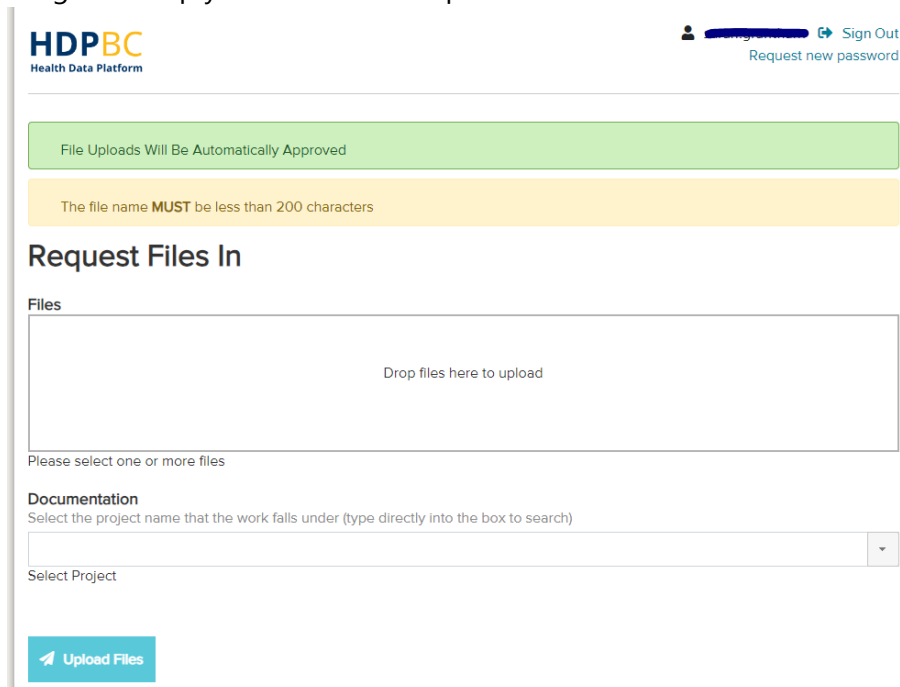 HDPBC
Health Data Platform
Sign Out
Request new password
File Uploads Will Be Automatically Approved
The file name MUST be less than 200 characters
Request Files In
Files
Drop files here to upload
Please select one or more files
Documentation
Select the project name that the work falls under (type directly into the box to search)
Select Project
Upload Files